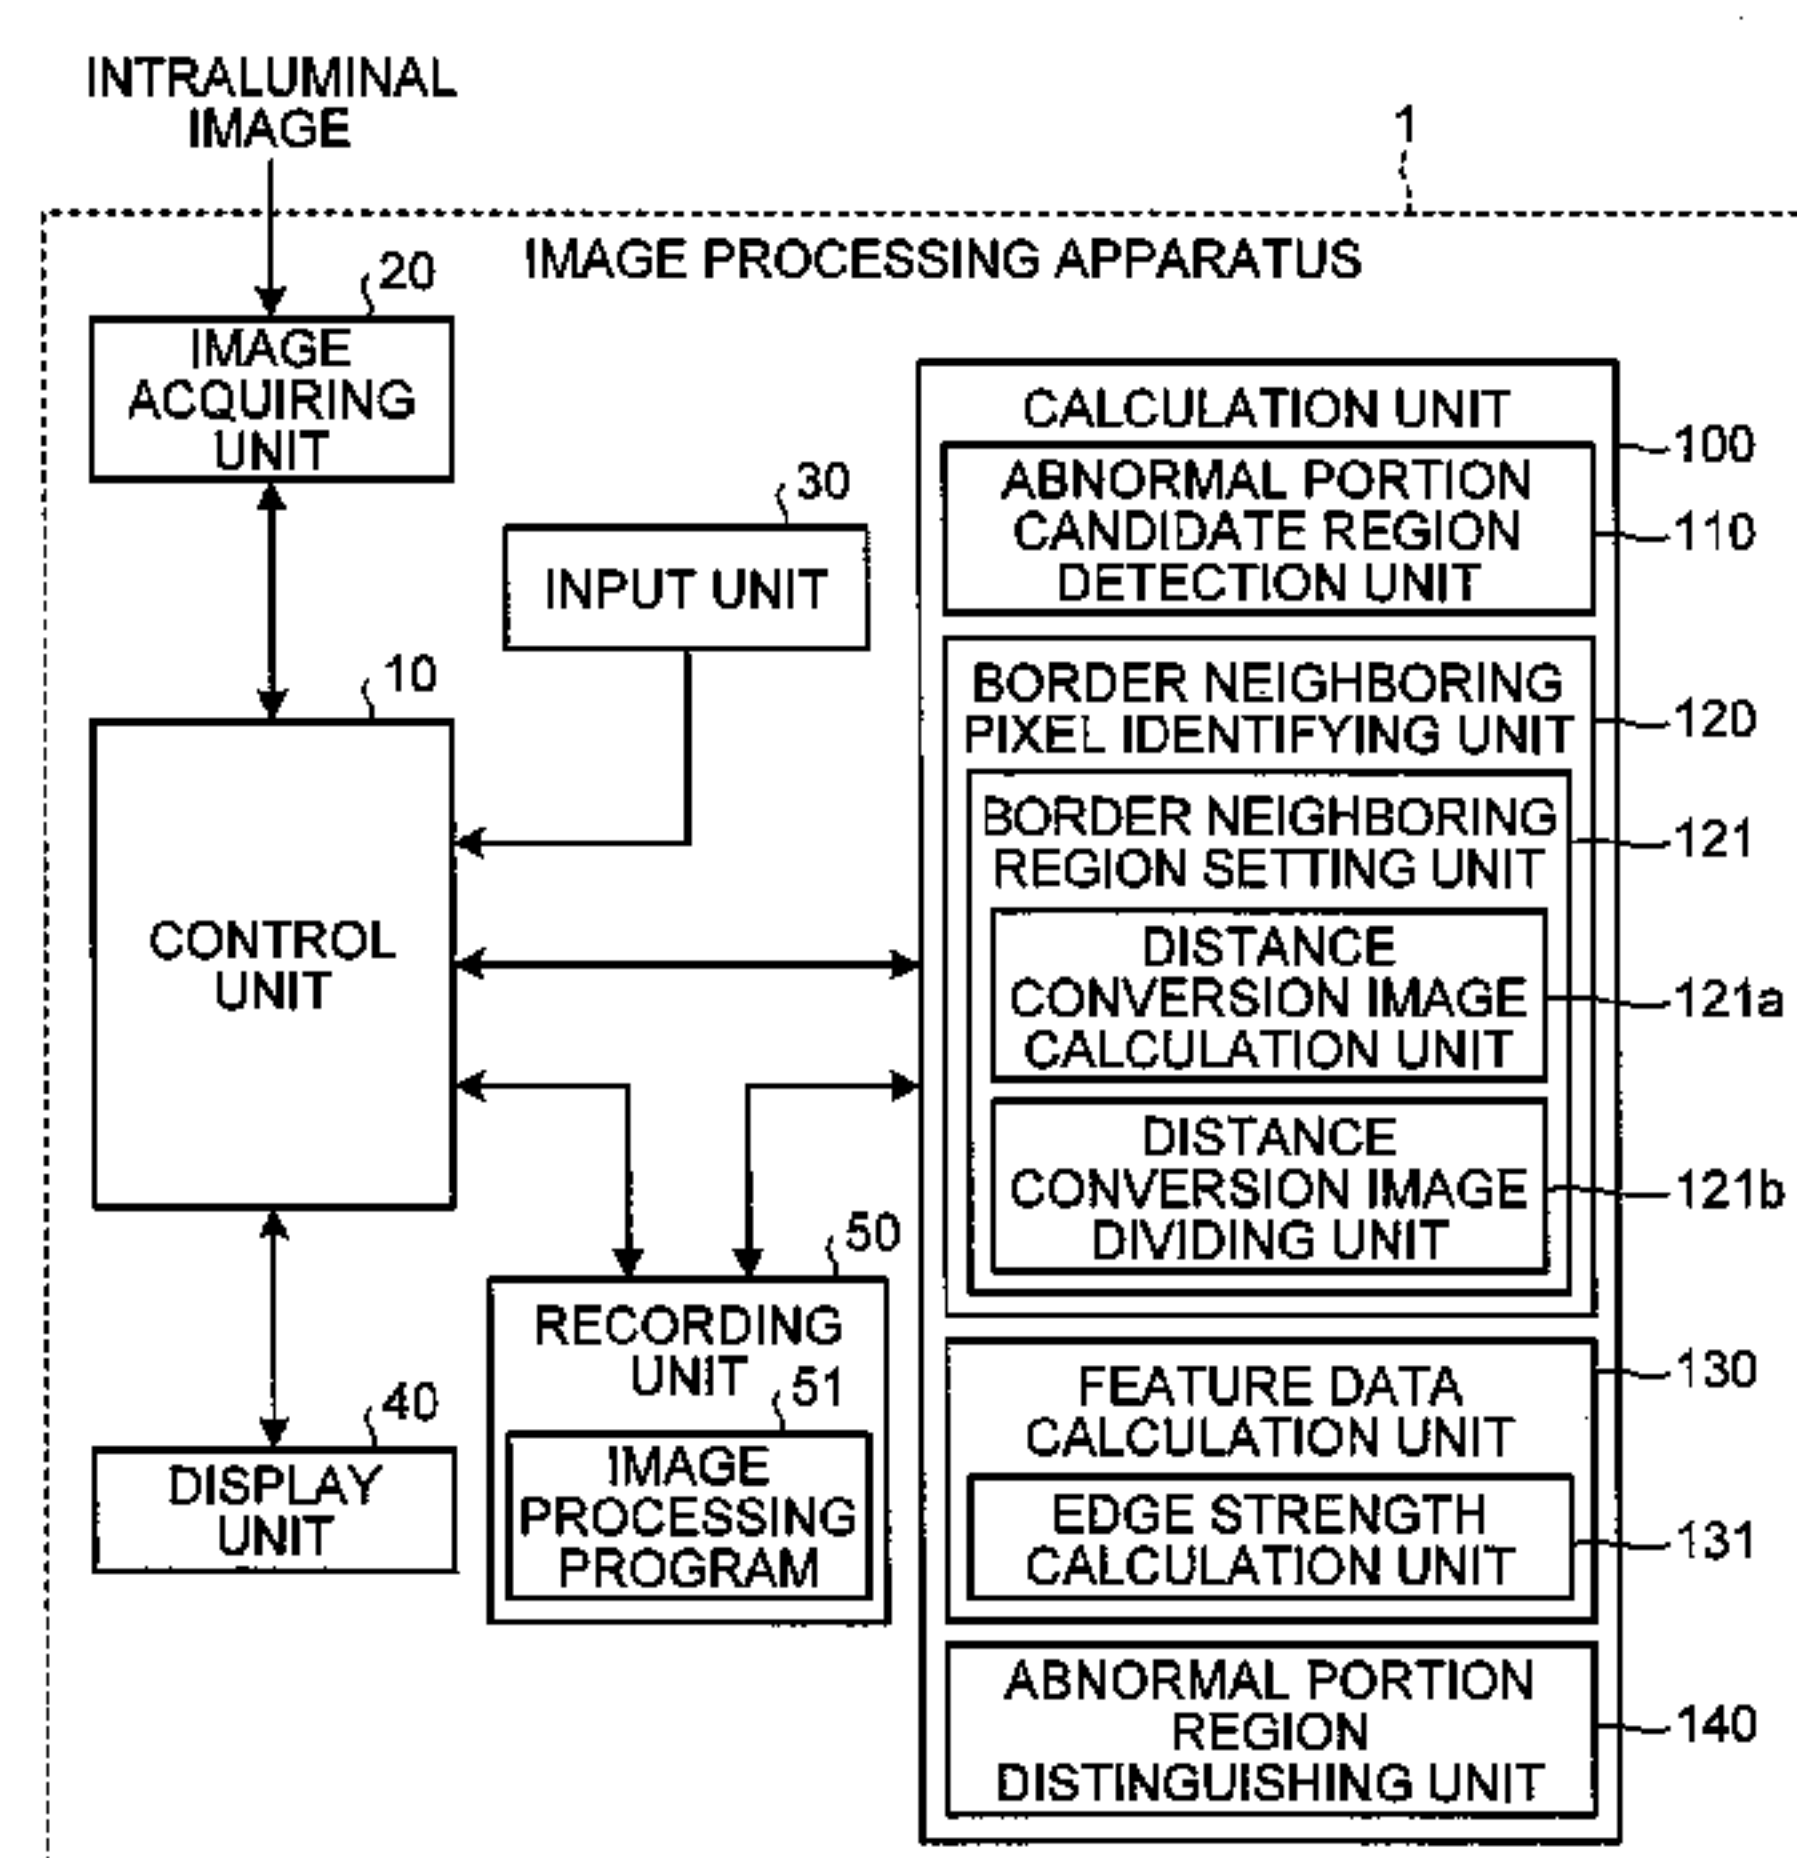 INTRALUMINAL
IMAGE
1
IMAGE PROCESSING APPARATUS
20
IMAGE
ACQUIRING
UNIT
30
INPUT UNIT
10
CONTROL
UNIT
40
DISPLAY
UNIT
50
RECORDING
UNIT
51
IMAGE
PROCESSING
PROGRAM
CALCULATION UNIT
100
ABNORMAL PORTION
CANDIDATE REGION
DETECTION UNIT
110
BORDER NEIGHBORING
PIXEL IDENTIFYING UNIT
120
BORDER NEIGHBORING
REGION SETTING UNIT
121
DISTANCE
CONVERSION IMAGE
CALCULATION UNIT
121a
DISTANCE
CONVERSION IMAGE
DIVIDING UNIT
121b
FEATURE DATA
CALCULATION UNIT
130
EDGE STRENGTH
CALCULATION UNIT
131
ABNORMAL PORTION
REGION
DISTINGUISHING UNIT
140